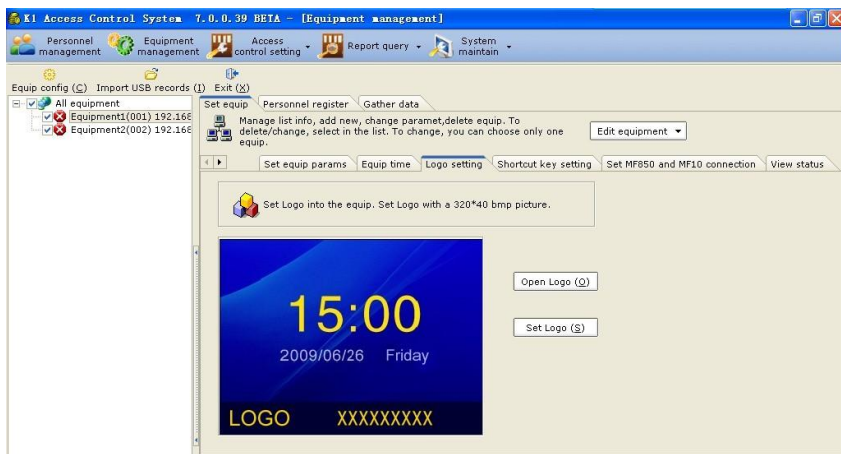 K1 Access Control System 7.0.0.39 BETA - [Equipment management]
Personnel management
Equipment management
Access control setting
Report query
System maintain
Equip config (C) Import USB records (I) Exit (X)
All equipment
Equipment1(001) 192.168
Equipment2(002) 192.168
Set equip Personnel register Gather data
Manage list info, add new, change paramet,delete equip. To
delete/change, select in the list. To change, you can choose only one
equip.
Edit equipment
Set equip params Equip time Logo setting Shortcut key setting Set MF850 and MF10 connection View status
Set Logo into the equip. Set Logo with a 320*40 bmp picture.
15:00
2009/06/26 Friday
LOGO XXXXXXXXX
Open Logo (O)
Set Logo (S)